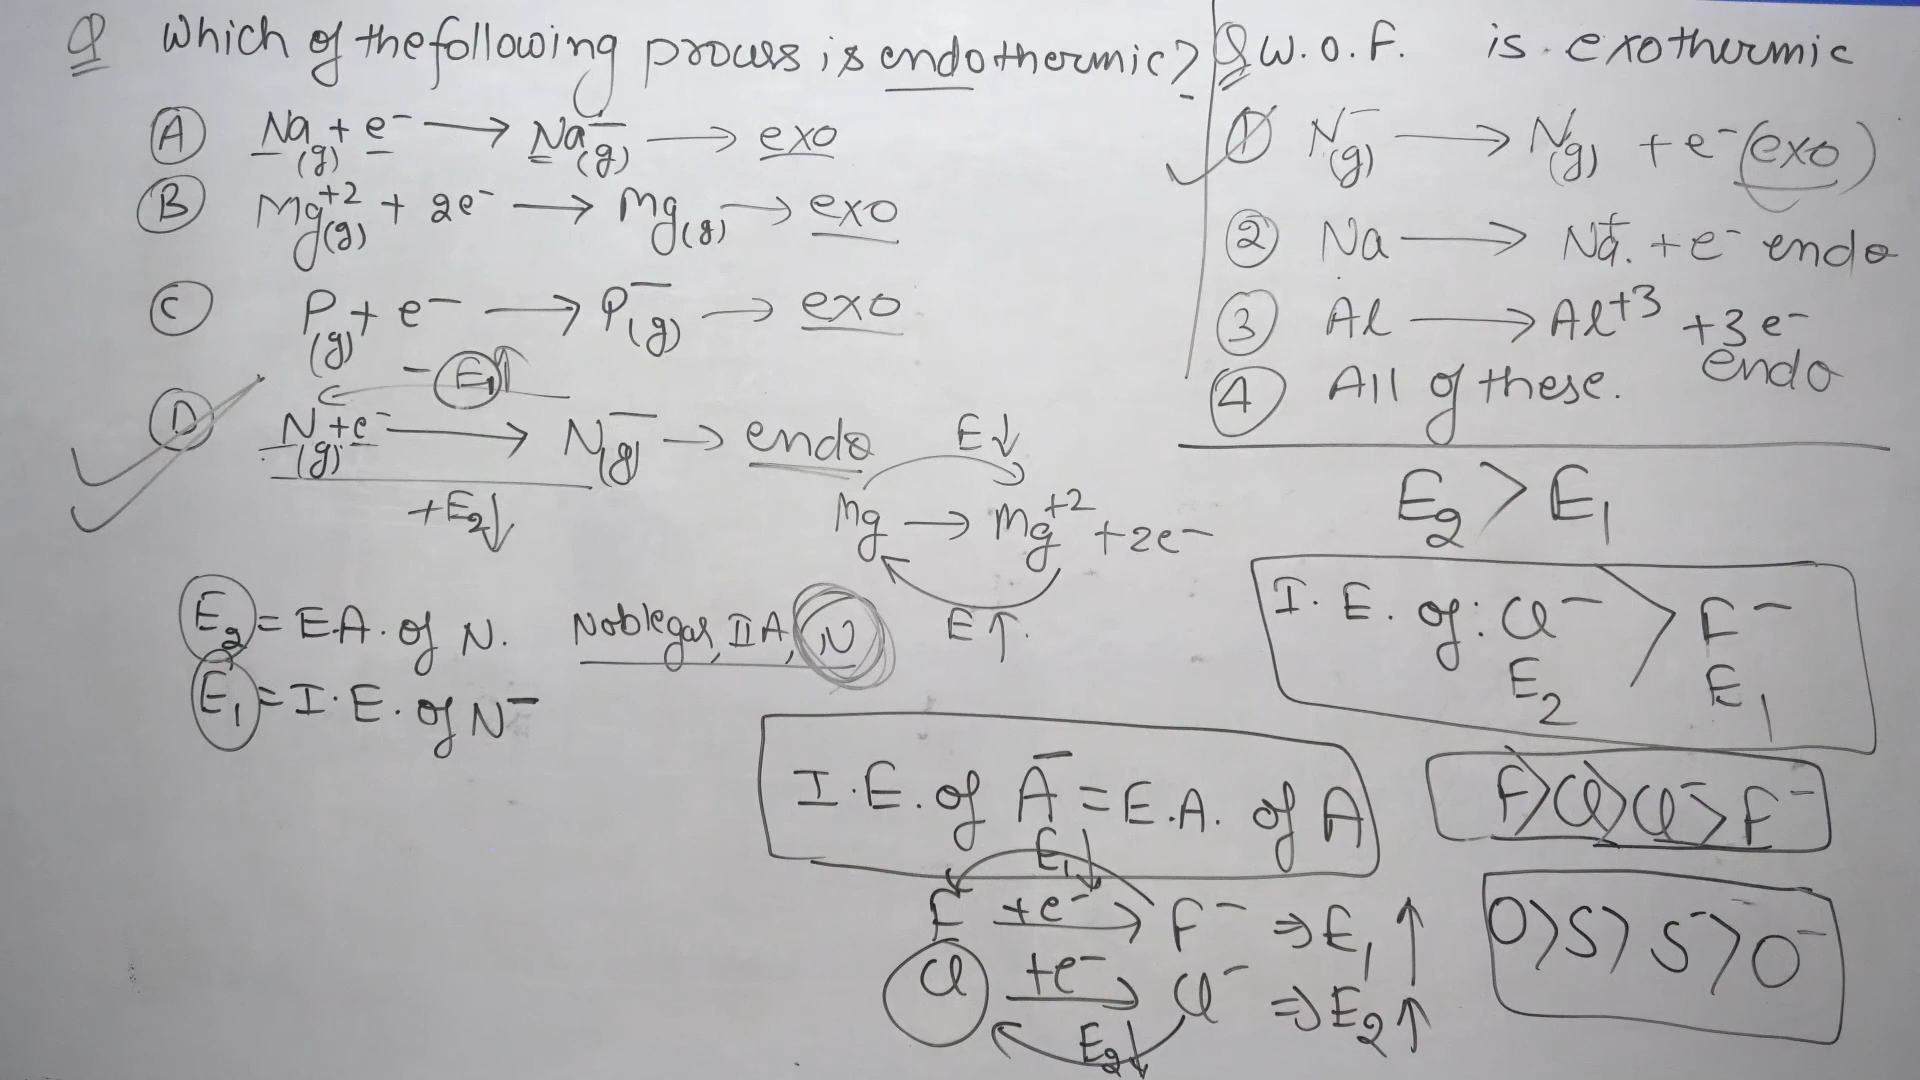 Q Which of the following process is endothermic?
A Na(g) + e⁻ → Na⁻(g) → exo
B Mg⁺²(g) + 2e⁻ → Mg(g) → exo
C P(g) + e⁻ → P⁻(g) → exo
- E₁↑
D N(g) + e⁻ → N⁻(g) → endo
+E₂↓
E↓
Mg → Mg⁺² + 2e⁻
E↑.
E₂ = E.A. of N. Noblegas, IIA, N
E₁ = I.E. of N⁻
Q W.O.F. is exothermic
1 N⁻(g) → N(g) + e⁻ (exo)
2 Na → Na⁺. + e⁻ endo
3 Al → Al⁺³ + 3e⁻
endo
4 All of these.
E₂ > E₁
I.E. of: Cl⁻ > F⁻
E₂ E₁
I.E. of A⁻ = E.A. of A
F > Cl > Cl⁻ > F⁻
E₁↓
F +e⁻ → F⁻ ⇒ E₁ ↑
Cl +e⁻ → Cl⁻ ⇒ E₂ ↑
E₂↓
O > S > S⁻ > O⁻